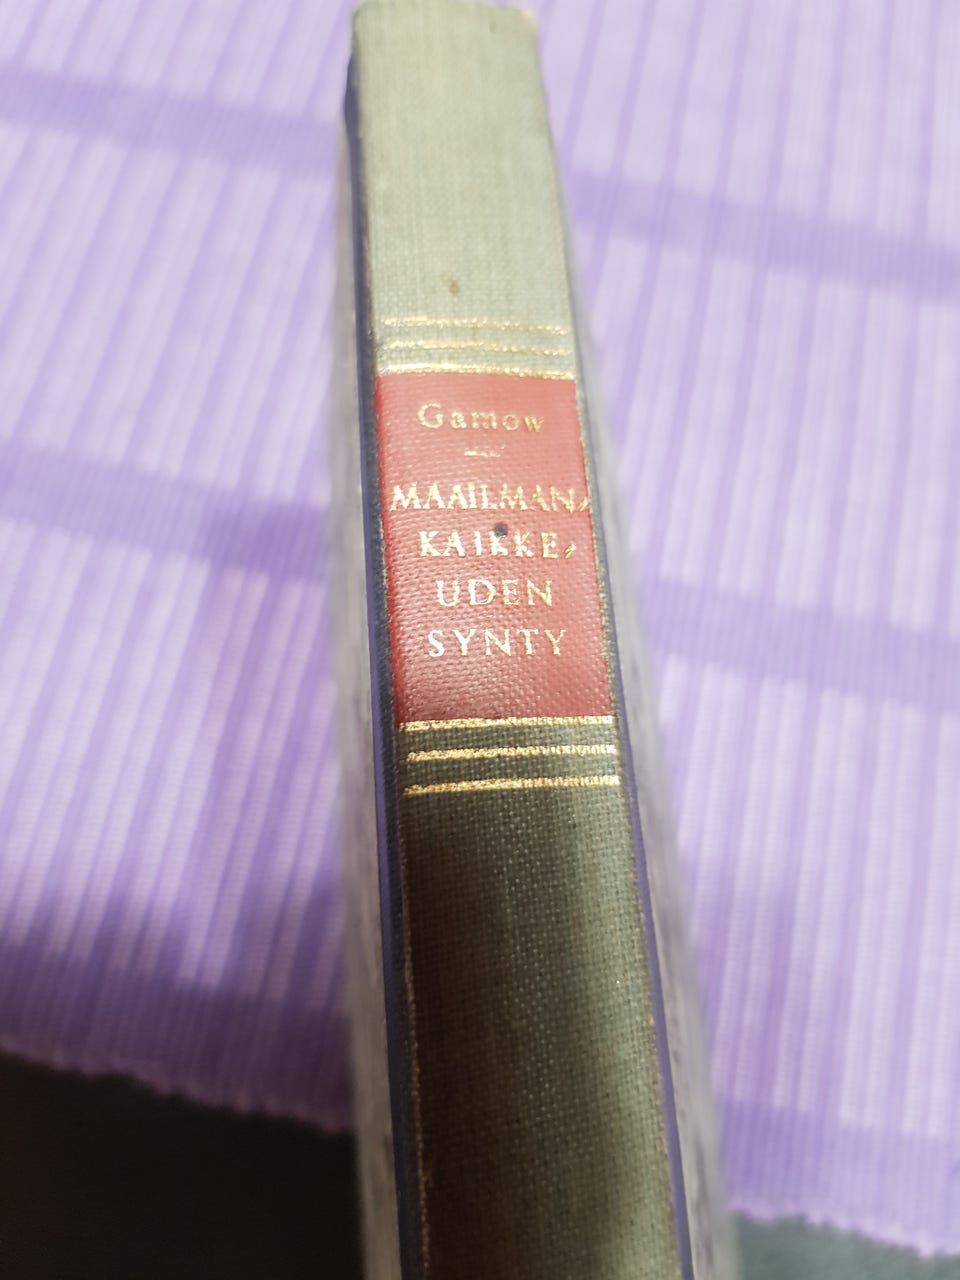 Gamow
MAAILMAN-
KAIKKE-
UDEN
SYNTY